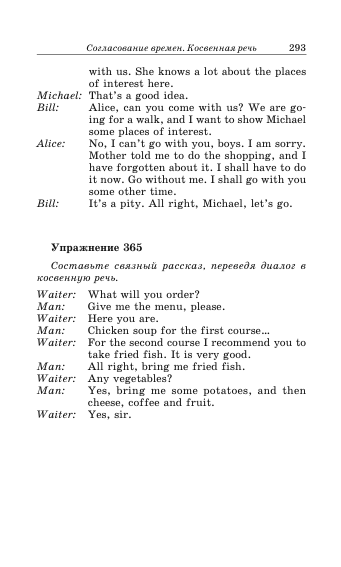 Согласование времен. Косвенная речь 293
with us. She knows a lot about the places
of interest here.
Michael: That's a good idea.
Bill: Alice, can you come with us? We are go-
ing for a walk, and I want to show Michael
some places of interest.
Alice: No, I can't go with you, boys. I am sorry.
Mother told me to do the shopping, and I
have forgotten about it. I shall have to do
it now. Go without me. I shall go with you
some other time.
Bill: It's a pity. All right, Michael, let's go.
Упражнение 365
Составьте связный рассказ, переведя диалог в
косвенную речь.
Waiter: What will you order?
Man: Give me the menu, please.
Waiter: Here you are.
Man: Chicken soup for the first course...
Waiter: For the second course I recommend you to
take fried fish. It is very good.
Man: All right, bring me fried fish.
Waiter: Any vegetables?
Man: Yes, bring me some potatoes, and then
cheese, coffee and fruit.
Waiter: Yes, sir.